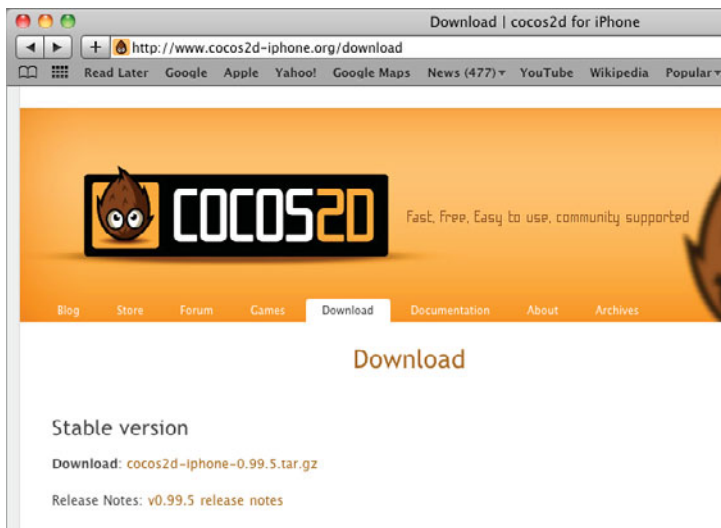 Download | cocos2d for iPhone
http://www.cocos2d-iphone.org/download
Read Later Google Apple Yahoo! Google Maps News (477) YouTube Wikipedia Popular
COCOS2D Fast, Free, Easy to use, community supported
Blog Store Forum Games Download Documentation About Archives
Download
Stable version
Download: cocos2d-iphone-0.99.5.tar.gz
Release Notes: v0.99.5 release notes